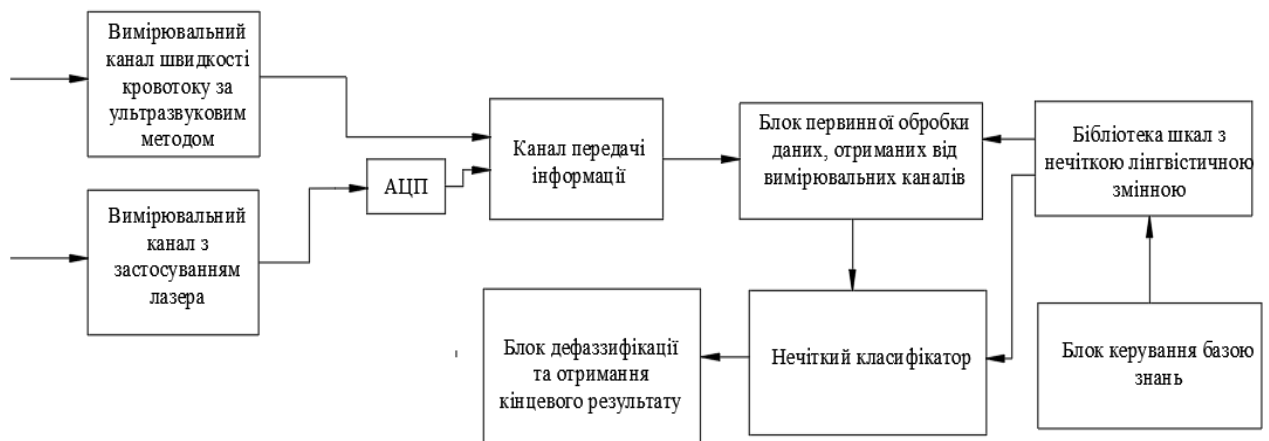 Вимірювальний
канал швидкості
кровотоку за
ультразвуковим
методом
Вимірювальний
канал з
застосуванням
лазера
АЦП
Канал передачі
інформації
Блок первинної обробки
даних, отриманих від
вимірювальних каналів
Бібліотека шкал з
нечіткою лінгвістичною
змінною
Блок дефаззифікації
та отримання
кінцевого результату
Нечіткий класифікатор
Блок керування базою
знань